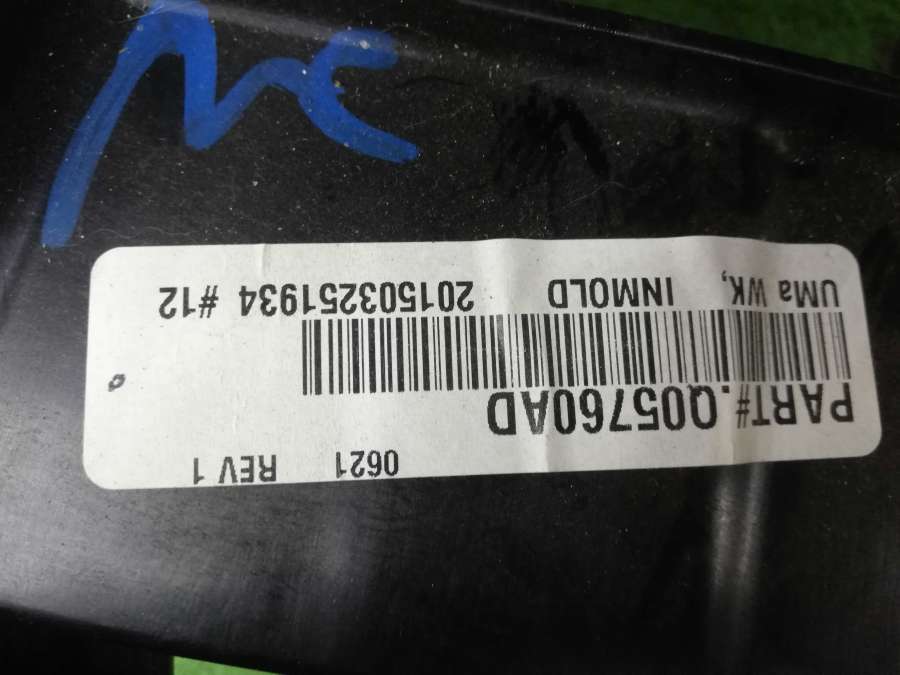 0621 REV 1
PART#.Q05760AD
UMa WK, INMOLD 201503251934 #12